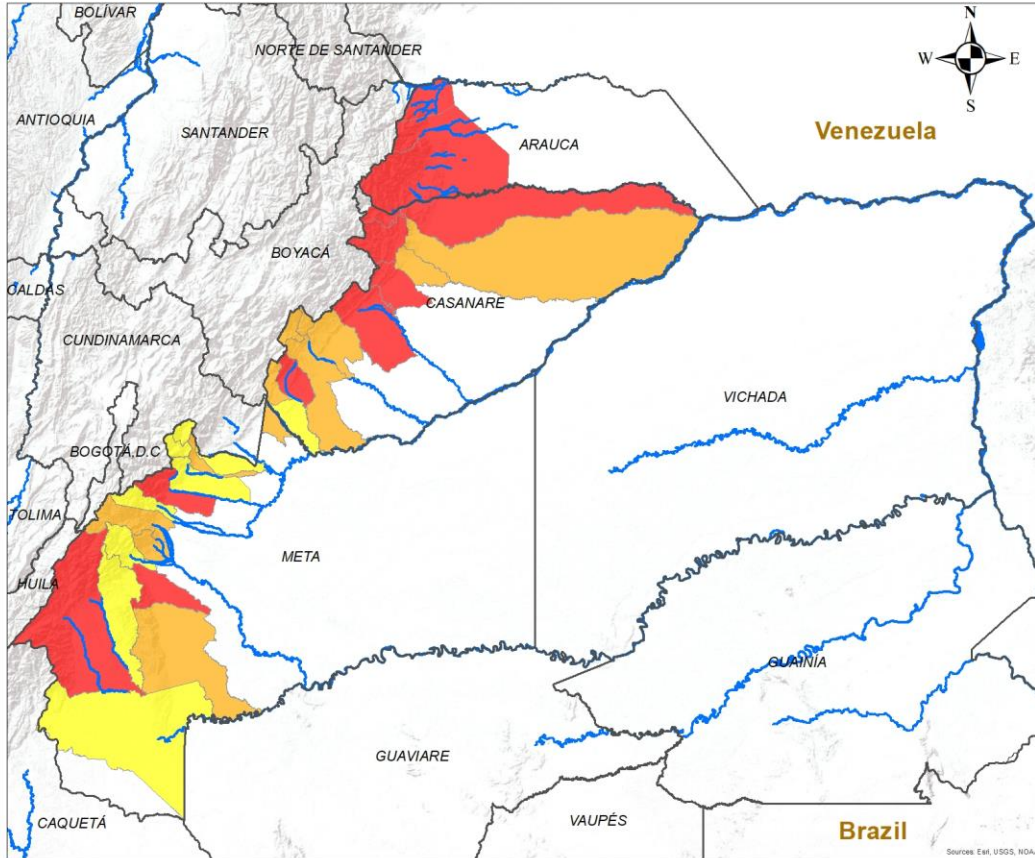 BOLÍVAR
N
NORTE DE SANTANDER
W
E
S
ANTIOQUIA
SANTANDER
ARAUCA
Venezuela
BOYACÁ
CALDAS
CASANARE
CUNDINAMARCA
VICHADA
BOGOTÁ.D.C
TOLIMA
META
HUILA
GUAINÍA
GUAVIARE
CAQUETÁ
VAUPÉS
Brazil
Sources: Esri, USGS, NOAA